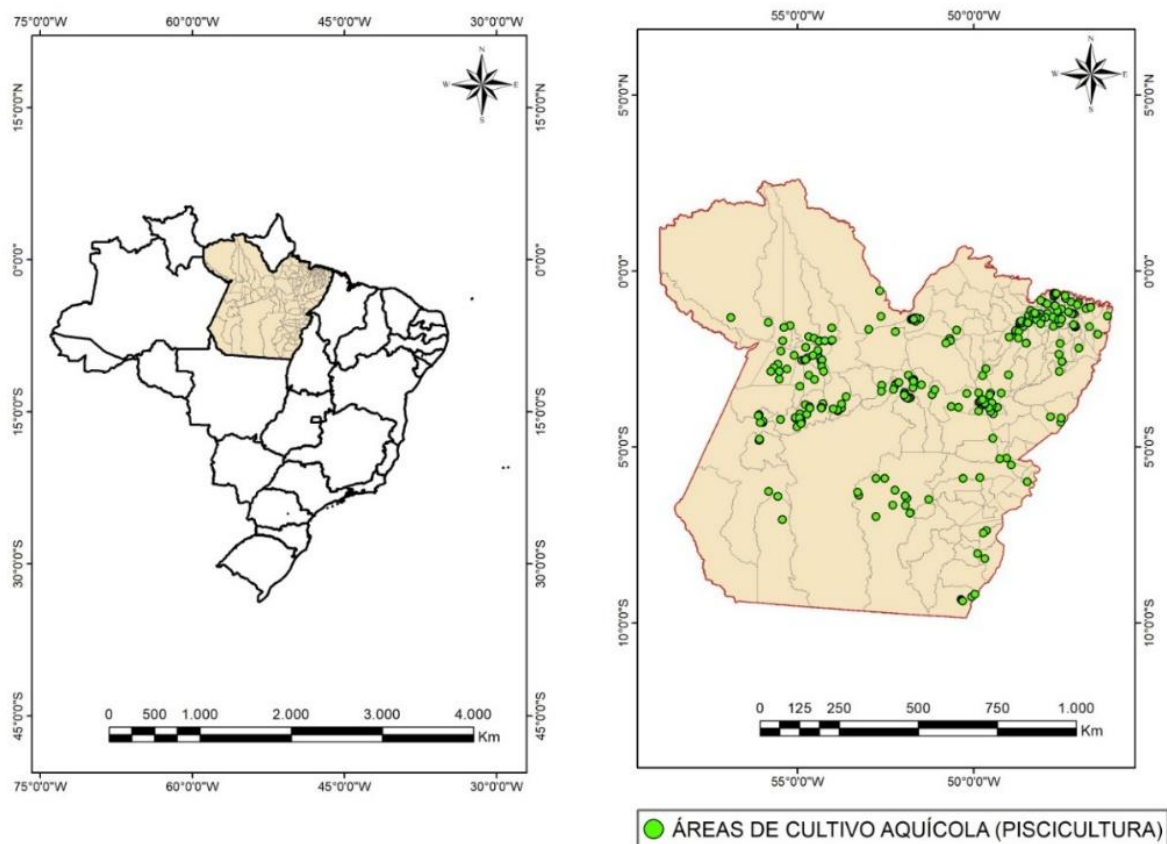 75°0'0"W 60°0'0"W 45°0'0"W 30°0'0"W
N
W E
S
15°0'0"N 15°0'0"N
0°0'0" 0°0'0"
15°0'0"S 15°0'0"S
30°0'0"S 30°0'0"S
45°0'0"S 45°0'0"S
0 500 1.000 2.000 3.000 4.000
Km
75°0'0"W 60°0'0"W 45°0'0"W 30°0'0"W
55°0'0"W 50°0'0"W
N
W E
S
5°0'0"N 5°0'0"N
0°0'0" 0°0'0"
5°0'0"S 5°0'0"S
10°0'0"S 10°0'0"S
0 125 250 500 750 1.000
Km
55°0'0"W 50°0'0"W
ÁREAS DE CULTIVO AQUÍCOLA (PISCICULTURA)